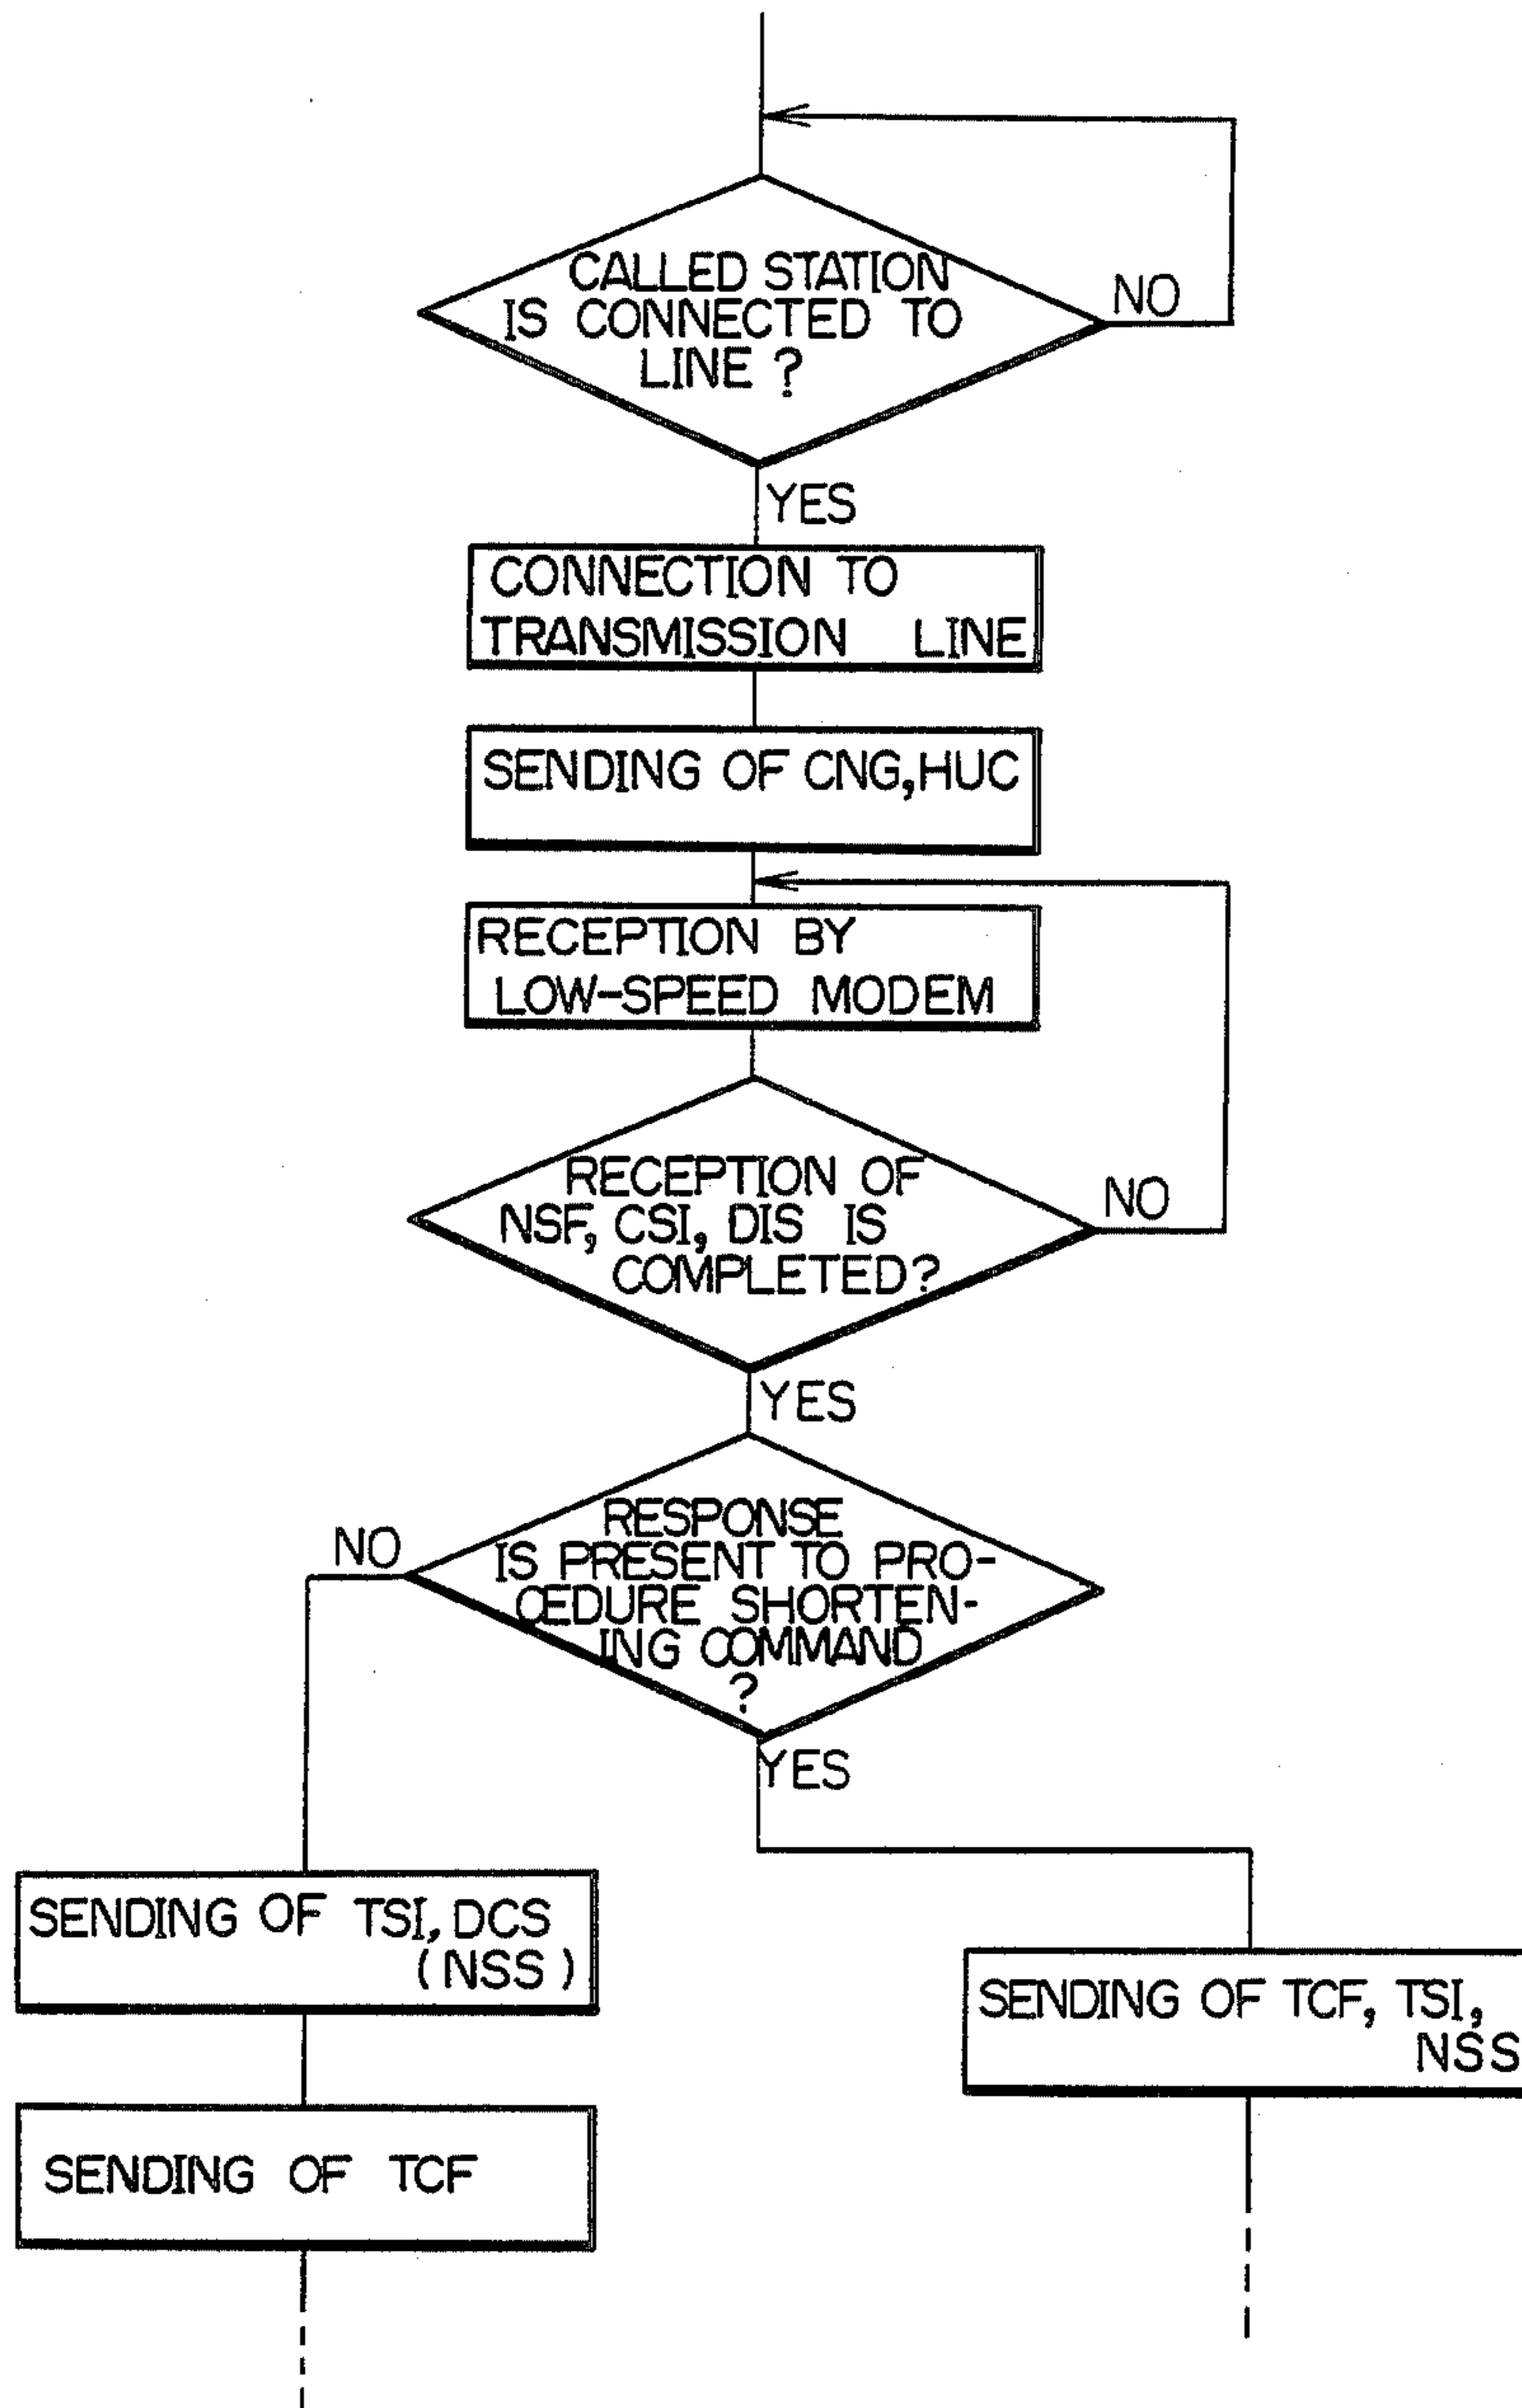 CALLED STATION
IS CONNECTED TO
LINE ?
NO
YES
CONNECTION TO
TRANSMISSION LINE
SENDING OF CNG, HUC
RECEPTION BY
LOW-SPEED MODEM
RECEPTION OF
NSF, CSI, DIS IS
COMPLETED?
NO
YES
RESPONSE
IS PRESENT TO PRO-
CEDURE SHORTEN-
ING COMMAND
?
NO
YES
SENDING OF TSI, DCS
(NSS)
SENDING OF TCF, TSI,
NSS
SENDING OF TCF